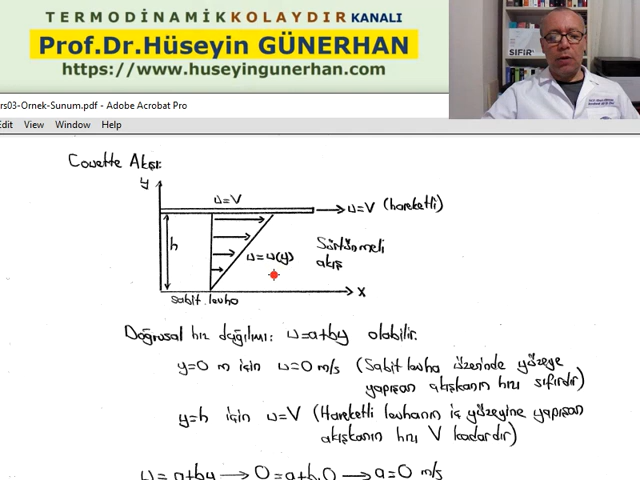 TERMODİNAMİKKOLAYDIR KANALI
Prof.Dr.Hüseyin GÜNERHAN
https://www.huseyingunerhan.com
SIFIR
rs03-Ornek-Sunum.pdf - Adobe Acrobat Pro
Edit View Window Help
Couette Akışı:
y
u=V
u=V (hareketli)
h
u=u(y)
Sürtünmeli
akış
x
Sabit levha
Doğrusal hız dağılımı: u=a+by olabilir.
y=0 m için u=0 m/s (Sabit levha üzerinde yüzeye
yapışan akışkanın hızı sıfırdır)
y=h için u=V (Hareketli levhanın iç yüzeyine yapışan
akışkanın hızı V kadardır)
u=a+by → 0=a+b.0 → a=0 m/s